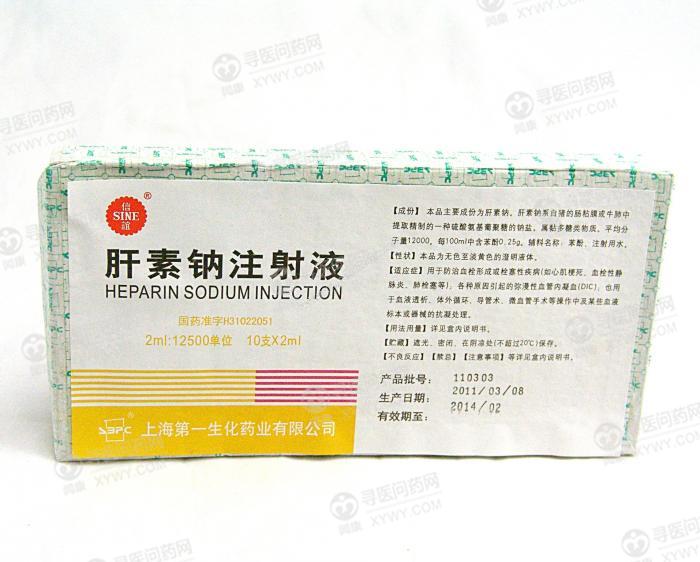 信
SINE
誼
®
肝素钠注射液
HEPARIN SODIUM INJECTION
国药准字H31022051
2ml:12500单位 10支X2ml
SBPC ®
上海第一生化药业有限公司
【成份】 本品主要成份为肝素钠。肝素钠系自猪的肠粘膜或牛肺中
提取精制的一种硫酸氨基葡聚糖的钠盐，属黏多糖类物质。平均分
子量12000，每100ml中含苯酚0.25g。辅料名称：苯酚、注射用水。
【性状】本品为无色至淡黄色的澄明液体。
【适应症】用于防治血栓形成或栓塞性疾病(如心肌梗死、血栓性静
脉炎、肺栓塞等)，各种原因引起的弥漫性血管内凝血(DIC)，也用
于血液透析、体外循环、导管术、微血管手术等操作中及某些血液
标本或器械的抗凝处理。
【用法用量】详见盒内说明书。
【贮藏】遮光、密闭、在阴凉处(不超过20℃)保存。
【不良反应】【禁忌】【注意事项】等详见盒内说明书。
产品批号： 110303
生产日期： 2011/03/08
有效期至： 2014/02
寻医问药网
闻康 XYWY.COM